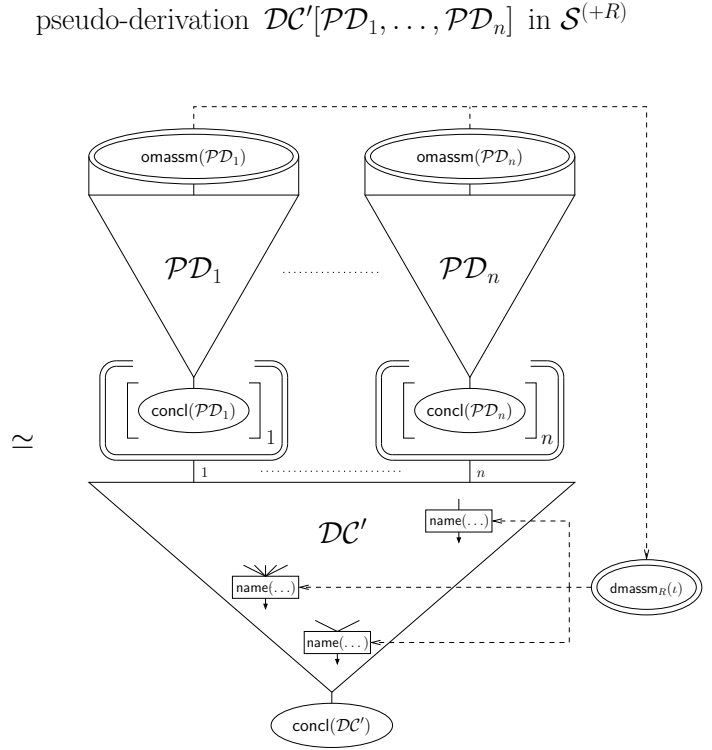 pseudo-derivation 𝒟𝒞′[𝒫𝒟₁, . . . , 𝒫𝒟ₙ] in 𝓢⁽⁺ᴿ⁾
omassm(𝒫𝒟₁) omassm(𝒫𝒟ₙ)
𝒫𝒟₁ 𝒫𝒟ₙ
[concl(𝒫𝒟₁)]₁ [concl(𝒫𝒟ₙ)]ₙ
≃
1 n
name(...)
𝒟𝒞′
name(...) dmassm_R(ι)
name(...)
concl(𝒟𝒞′)